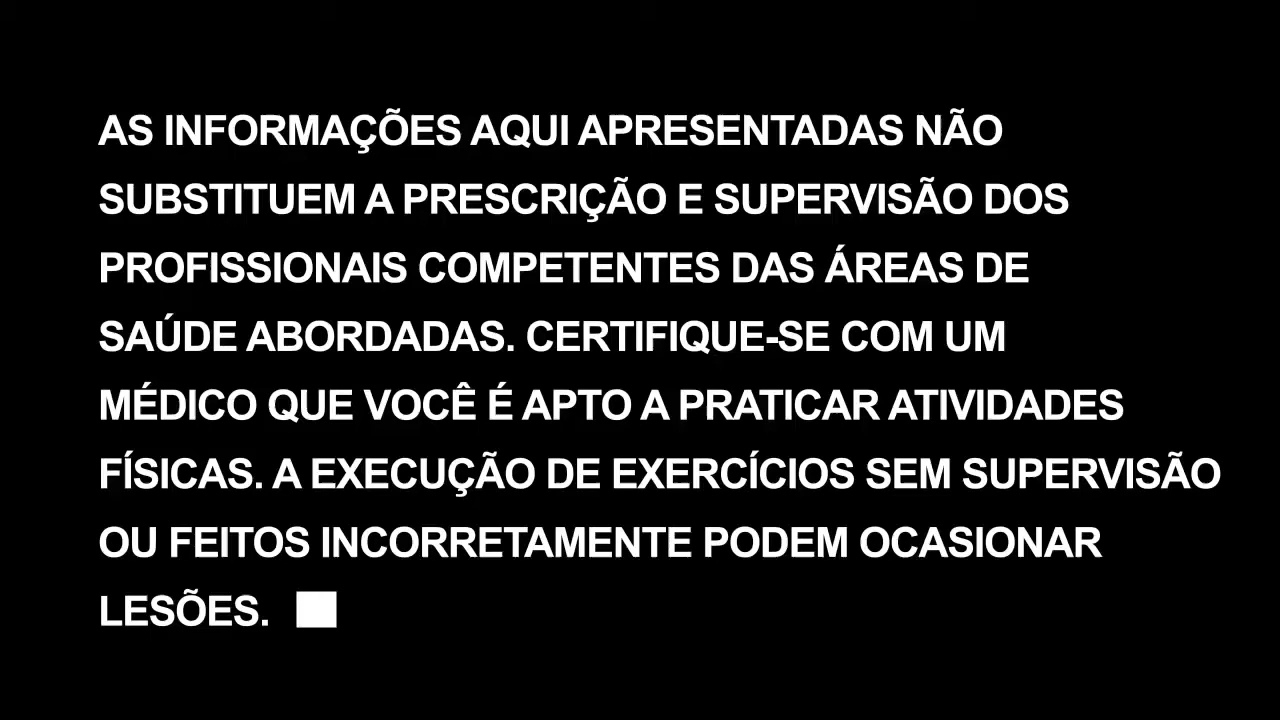 AS INFORMAÇÕES AQUI APRESENTADAS NÃO
SUBSTITUEM A PRESCRIÇÃO E SUPERVISÃO DOS
PROFISSIONAIS COMPETENTES DAS ÁREAS DE
SAÚDE ABORDADAS. CERTIFIQUE-SE COM UM
MÉDICO QUE VOCÊ É APTO A PRATICAR ATIVIDADES
FÍSICAS. A EXECUÇÃO DE EXERCÍCIOS SEM SUPERVISÃO
OU FEITOS INCORRETAMENTE PODEM OCASIONAR
LESÕES.